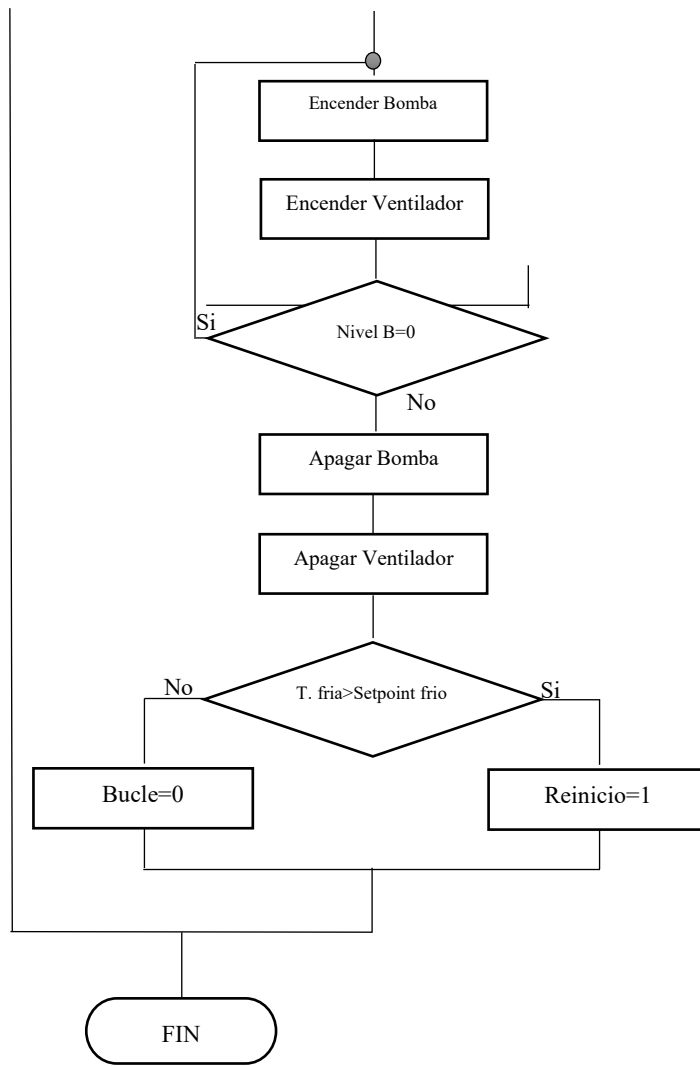 Encender Bomba
Encender Ventilador
Si
Nivel B=0
No
Apagar Bomba
Apagar Ventilador
No
T. fria>Setpoint frio
Si
Bucle=0
Reinicio=1
FIN